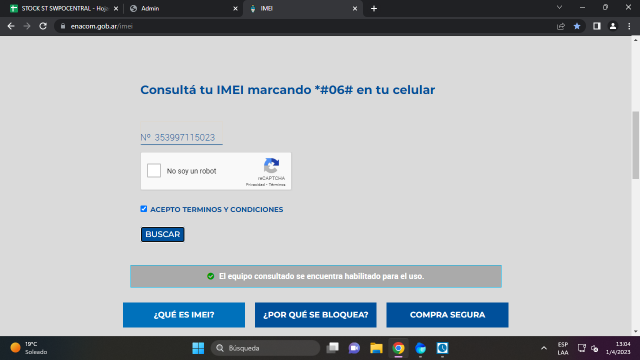 STOCK ST SWPOCENTRAL - Hoja
Admin
IMEI
enacom.gob.ar/imei
Consultá tu IMEI marcando *#06# en tu celular
Nº 353997115023
No soy un robot
reCAPTCHA
Privacidad - Términos
ACEPTO TERMINOS Y CONDICIONES
BUSCAR
El equipo consultado se encuentra habilitado para el uso.
¿QUÉ ES IMEI?
¿POR QUÉ SE BLOQUEA?
COMPRA SEGURA
19°C
Soleado
Búsqueda
ESP
LAA
13:04
1/4/2023